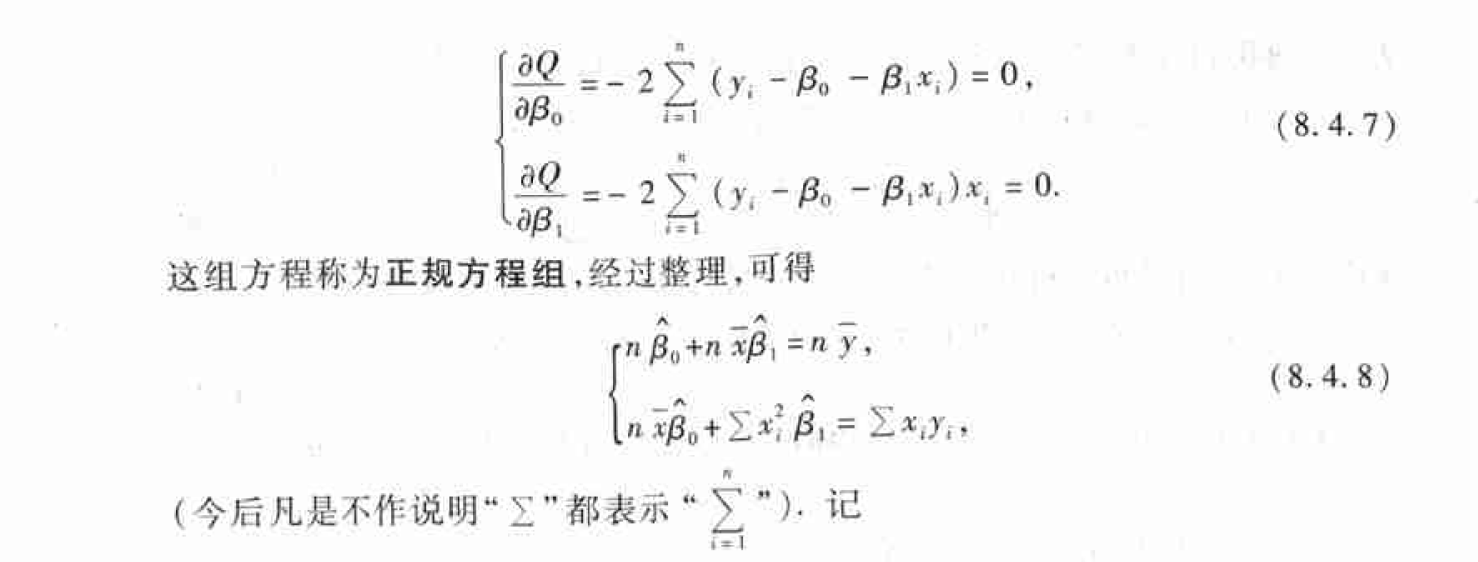 $$\begin{cases} \dfrac{\partial Q}{\partial \beta_0} = -2\sum_{i=1}^{n}(y_i - \beta_0 - \beta_1 x_i) = 0, \\ \dfrac{\partial Q}{\partial \beta_1} = -2\sum_{i=1}^{n}(y_i - \beta_0 - \beta_1 x_i)x_i = 0. \end{cases} \quad (8.4.7)$$
这组方程称为正规方程组,经过整理,可得
$$\begin{cases} n\hat{\beta}_0 + n\bar{x}\hat{\beta}_1 = n\bar{y}, \\ n\bar{x}\hat{\beta}_0 + \sum x_i^2 \hat{\beta}_1 = \sum x_i y_i, \end{cases} \quad (8.4.8)$$
(今后凡是不作说明“$\sum$”都表示“$\sum_{i=1}^{n}$”). 记